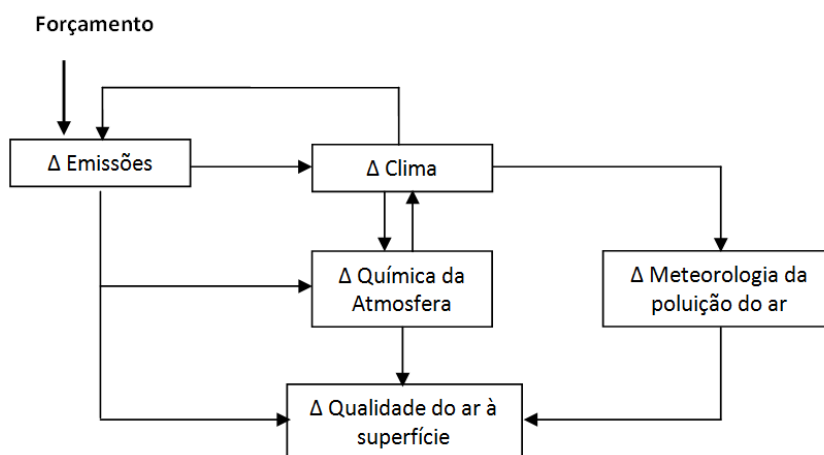 Forçamento
Δ Emissões
Δ Clima
Δ Química da
Atmosfera
Δ Meteorologia da
poluição do ar
Δ Qualidade do ar à
superfície